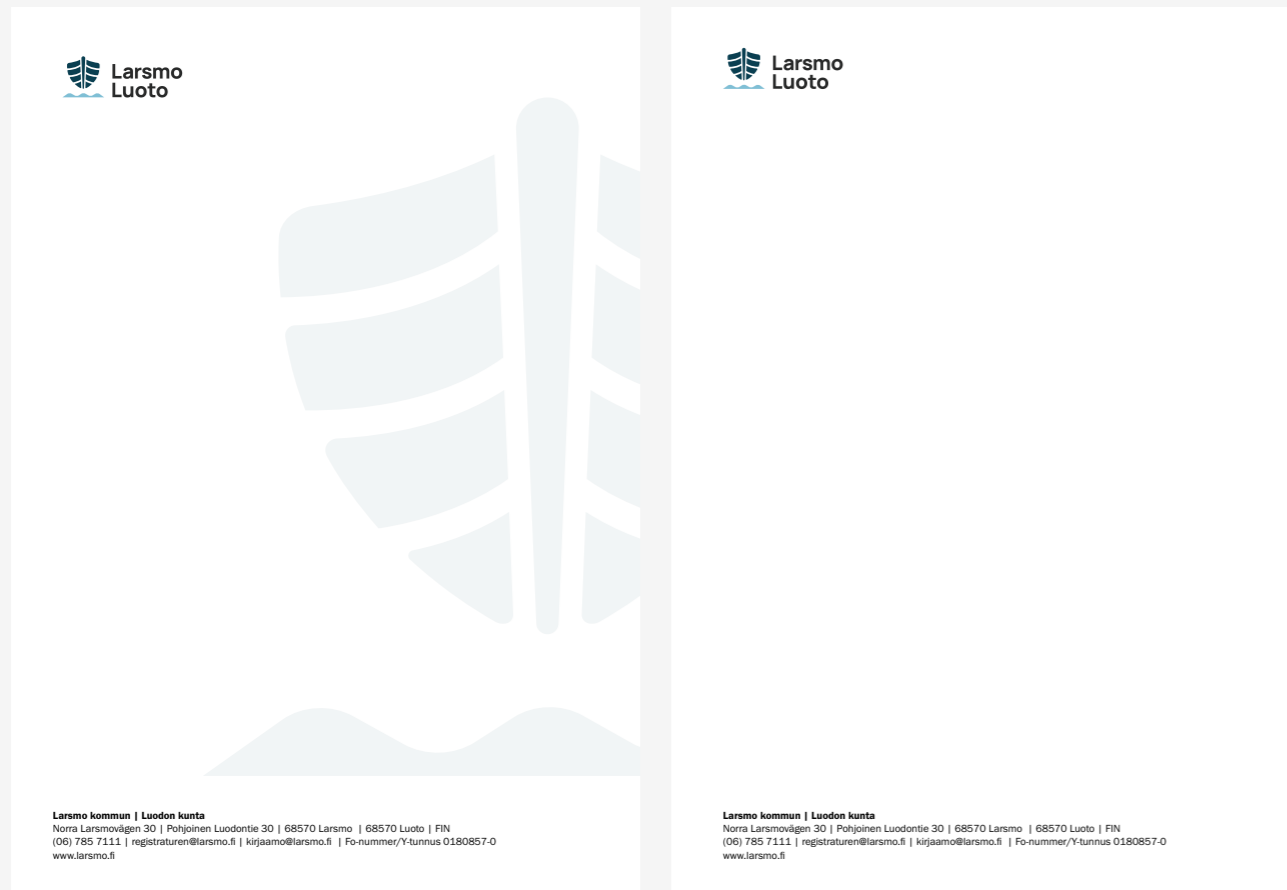 Larsmo
Luoto
Larsmo kommun | Luodon kunta
Norra Larsmovägen 30 | Pohjoinen Luodontie 30 | 68570 Larsmo | 68570 Luoto | FIN
(06) 785 7111 | registraturen@larsmo.fi | kirjaamo@larsmo.fi | Fo-nummer/Y-tunnus 0180857-0
www.larsmo.fi
Larsmo
Luoto
Larsmo kommun | Luodon kunta
Norra Larsmovägen 30 | Pohjoinen Luodontie 30 | 68570 Larsmo | 68570 Luoto | FIN
(06) 785 7111 | registraturen@larsmo.fi | kirjaamo@larsmo.fi | Fo-nummer/Y-tunnus 0180857-0
www.larsmo.fi